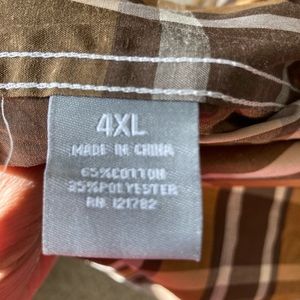 4XL
MADE IN CHINA
65%COTTON
35%POLYESTER
RN. 121782